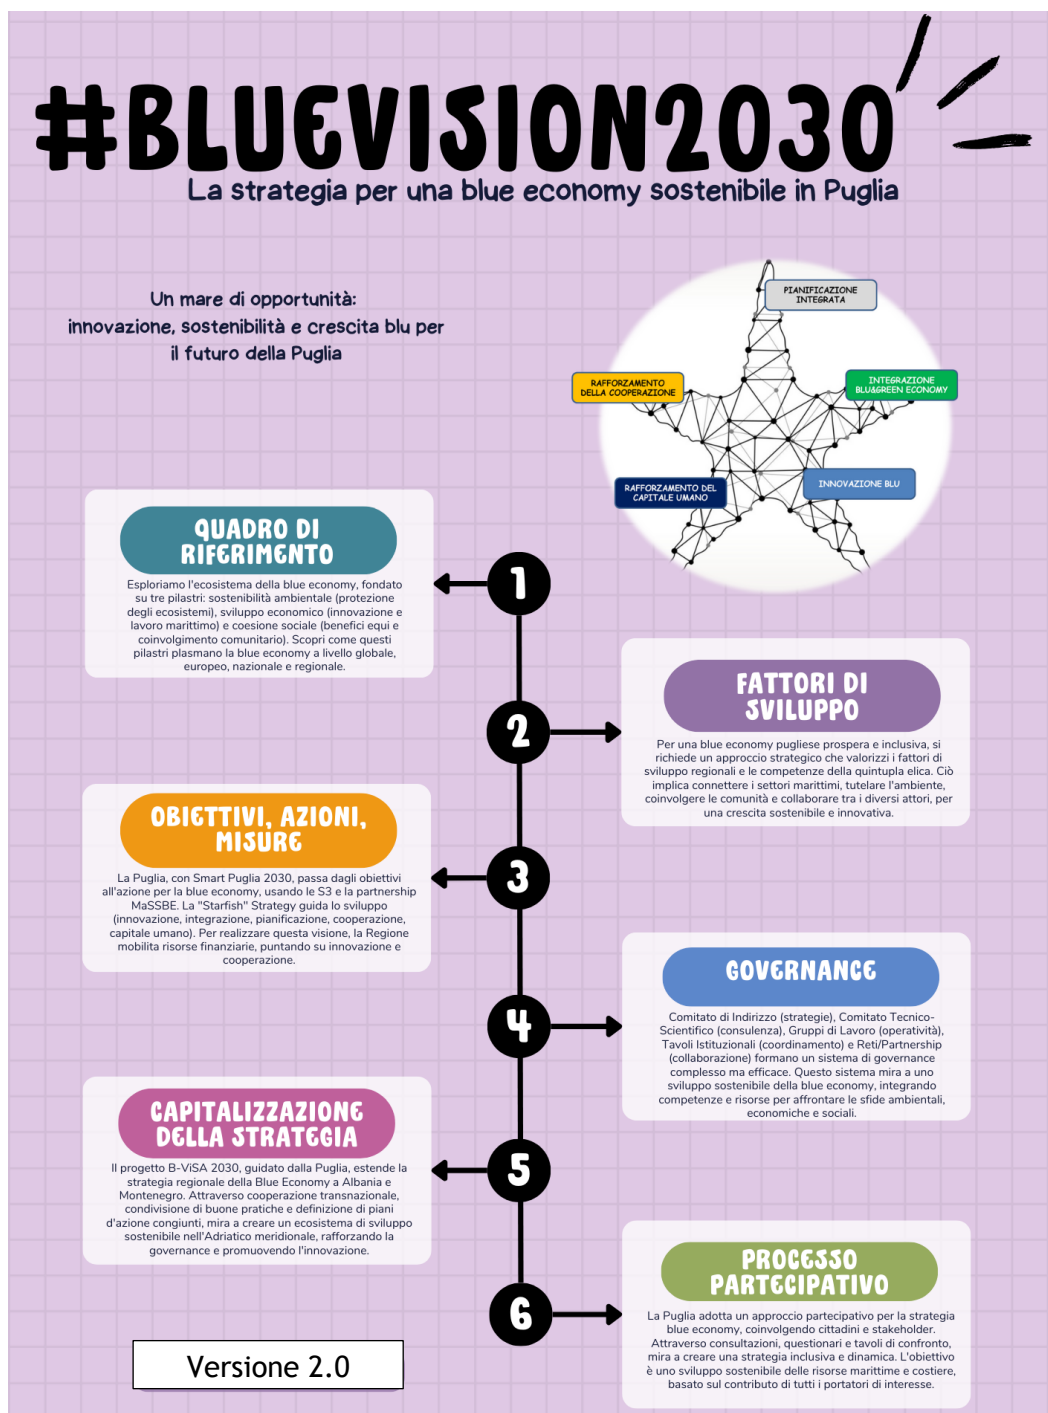 #BLUEVISION2030
La strategia per una blue economy sostenibile in Puglia
Un mare di opportunità:
innovazione, sostenibilità e crescita blu per
il futuro della Puglia
PIANIFICAZIONE
INTEGRATA
RAFFORZAMENTO
DELLA COOPERAZIONE
INTEGRAZIONE
BLU&GREEN ECONOMY
RAFFORZAMENTO DEL
CAPITALE UMANO
INNOVAZIONE BLU
QUADRO DI
RIFERIMENTO
Esploriamo l'ecosistema della blue economy, fondato
su tre pilastri: sostenibilità ambientale (protezione
degli ecosistemi), sviluppo economico (innovazione e
lavoro marittimo) e coesione sociale (benefici equi e
coinvolgimento comunitario). Scopri come questi
pilastri plasmano la blue economy a livello globale,
europeo, nazionale e regionale.
1
FATTORI DI
SVILUPPO
Per una blue economy pugliese prospera e inclusiva, si
richiede un approccio strategico che valorizzi i fattori di
sviluppo regionali e le competenze della quintupla elica. Ciò
implica connettere i settori marittimi, tutelare l'ambiente,
coinvolgere le comunità e collaborare tra i diversi attori, per
una crescita sostenibile e innovativa.
2
OBIETTIVI, AZIONI,
MISURE
La Puglia, con Smart Puglia 2030, passa dagli obiettivi
all'azione per la blue economy, usando le S3 e la partnership
MaSSBE. La "Starfish" Strategy guida lo sviluppo
(innovazione, integrazione, pianificazione, cooperazione,
capitale umano). Per realizzare questa visione, la Regione
mobilita risorse finanziarie, puntando su innovazione e
cooperazione.
3
GOVERNANCE
Comitato di Indirizzo (strategie), Comitato Tecnico-
Scientifico (consulenza), Gruppi di Lavoro (operatività),
Tavoli Istituzionali (coordinamento) e Reti/Partnership
(collaborazione) formano un sistema di governance
complesso ma efficace. Questo sistema mira a uno
sviluppo sostenibile della blue economy, integrando
competenze e risorse per affrontare le sfide ambientali,
economiche e sociali.
4
CAPITALIZZAZIONE
DELLA STRATEGIA
Il progetto B-ViSA 2030, guidato dalla Puglia, estende la
strategia regionale della Blue Economy a Albania e
Montenegro. Attraverso cooperazione transnazionale,
condivisione di buone pratiche e definizione di piani
d'azione congiunti, mira a creare un ecosistema di sviluppo
sostenibile nell'Adriatico meridionale, rafforzando la
governance e promuovendo l'innovazione.
5
PROCESSO
PARTECIPATIVO
La Puglia adotta un approccio partecipativo per la strategia
blue economy, coinvolgendo cittadini e stakeholder.
Attraverso consultazioni, questionari e tavoli di confronto,
mira a creare una strategia inclusiva e dinamica. L'obiettivo
è uno sviluppo sostenibile delle risorse marittime e costiere,
basato sul contributo di tutti i portatori di interesse.
6
Versione 2.0